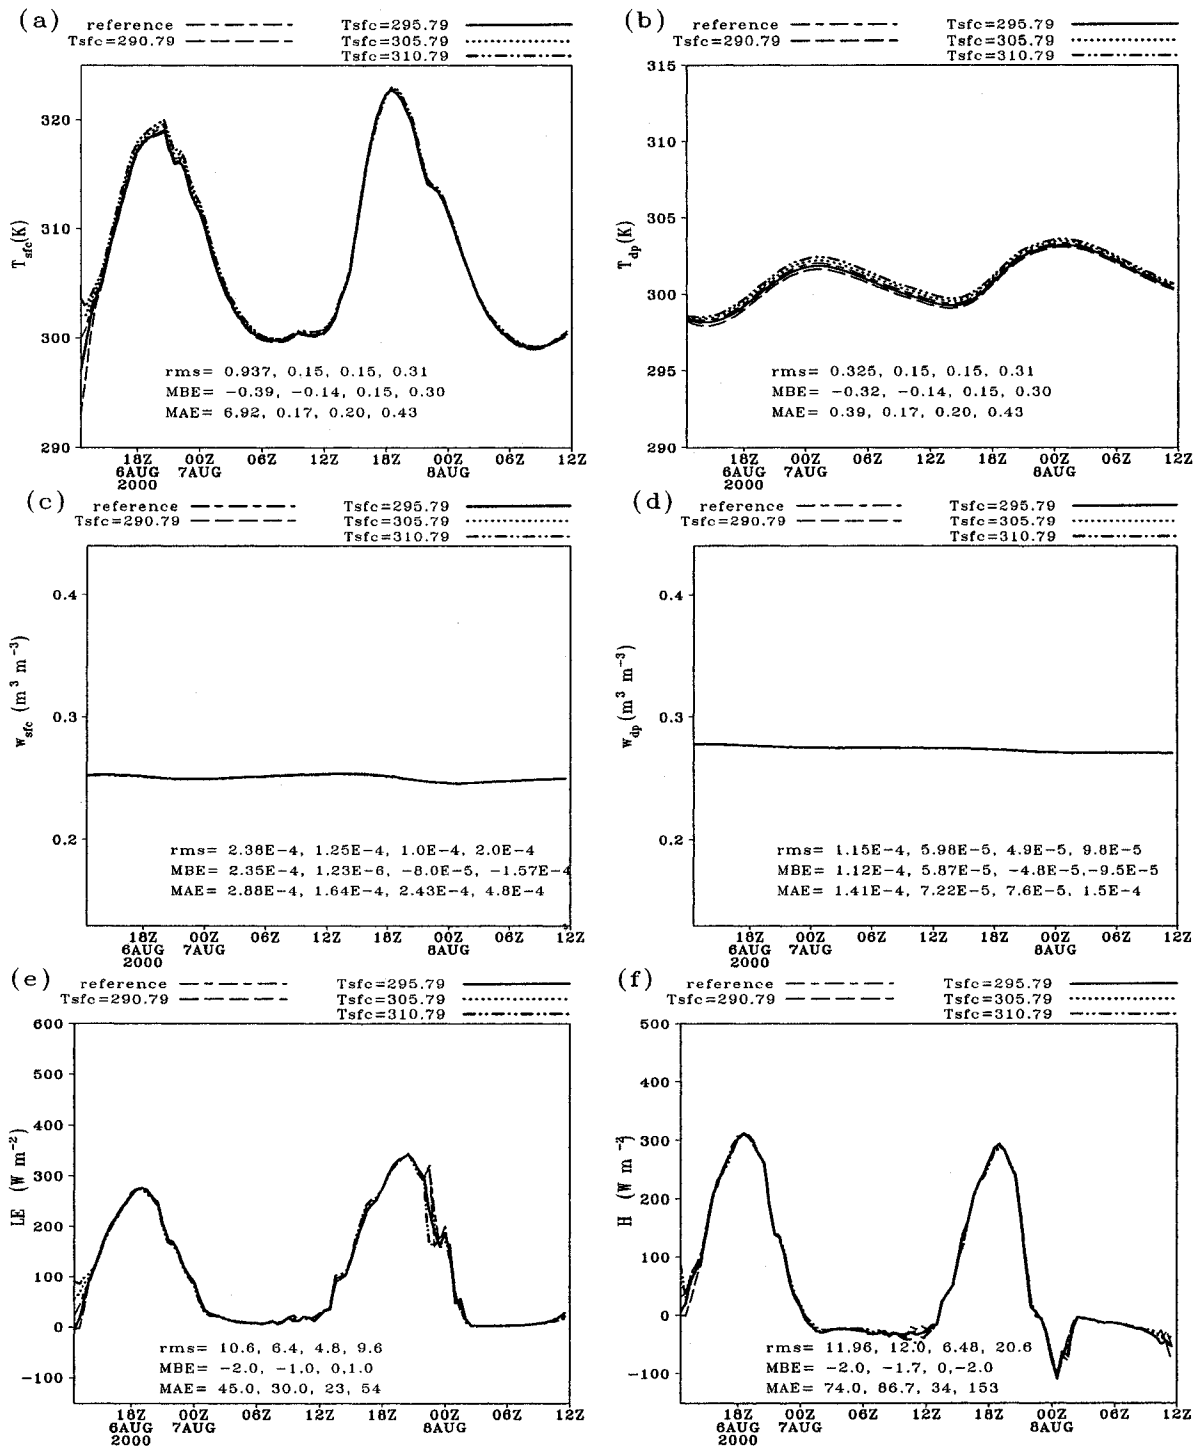 (a)
reference Tsfc=295.79
Tsfc=290.79 Tsfc=305.79
Tsfc=310.79
320
310
300
290
T_sfc(K)
rms= 0.937, 0.15, 0.15, 0.31
MBE= −0.39, −0.14, 0.15, 0.30
MAE= 6.92, 0.17, 0.20, 0.43
18Z 00Z 06Z 12Z 18Z 00Z 06Z 12Z
6AUG 7AUG 8AUG
2000
(b)
reference Tsfc=295.79
Tsfc=290.79 Tsfc=305.79
Tsfc=310.79
315
310
305
300
295
290
T_dp(K)
rms= 0.325, 0.15, 0.15, 0.31
MBE= −0.32, −0.14, 0.15, 0.30
MAE= 0.39, 0.17, 0.20, 0.43
18Z 00Z 06Z 12Z 18Z 00Z 06Z 12Z
6AUG 7AUG 8AUG
2000
(c)
reference Tsfc=295.79
Tsfc=290.79 Tsfc=305.79
Tsfc=310.79
0.4
0.3
0.2
w_sfc (m³ m⁻³)
rms= 2.38E−4, 1.25E−4, 1.0E−4, 2.0E−4
MBE= 2.35E−4, 1.23E−6, −8.0E−5, −1.57E−4
MAE= 2.88E−4, 1.64E−4, 2.43E−4, 4.8E−4
18Z 00Z 06Z 12Z 18Z 00Z 06Z 12Z
6AUG 7AUG 8AUG
2000
(d)
reference Tsfc=295.79
Tsfc=290.79 Tsfc=305.79
Tsfc=310.79
0.4
0.3
0.2
w_dp(m³ m⁻³)
rms= 1.15E−4, 5.98E−5, 4.9E−5, 9.8E−5
MBE= 1.12E−4, 5.87E−5, −4.8E−5,−9.5E−5
MAE= 1.41E−4, 7.22E−5, 7.6E−5, 1.5E−4
18Z 00Z 06Z 12Z 18Z 00Z 06Z 12Z
6AUG 7AUG 8AUG
2000
(e)
reference Tsfc=295.79
Tsfc=290.79 Tsfc=305.79
Tsfc=310.79
600
500
400
300
200
100
0
−100
LE (W m⁻²)
rms= 10.6, 6.4, 4.8, 9.6
MBE= −2.0, −1.0, 0,1.0
MAE= 45.0, 30.0, 23, 54
18Z 00Z 06Z 12Z 18Z 00Z 06Z 12Z
6AUG 7AUG 8AUG
2000
(f)
reference Tsfc=295.79
Tsfc=290.79 Tsfc=305.79
Tsfc=310.79
500
400
300
200
100
0
−100
H (W m⁻²)
rms= 11.96, 12.0, 6.48, 20.6
MBE= −2.0, −1.7, 0,−2.0
MAE= 74.0, 86.7, 34, 153
18Z 00Z 06Z 12Z 18Z 00Z 06Z 12Z
6AUG 7AUG 8AUG
2000